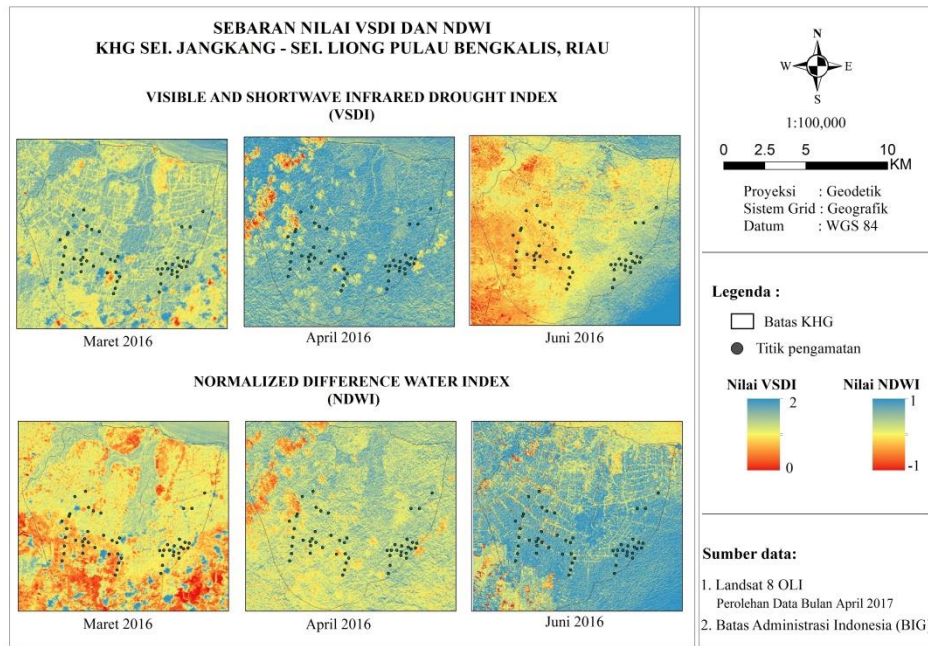 SEBARAN NILAI VSDI DAN NDWI
KHG SEI. JANGKANG - SEI. LIONG PULAU BENGKALIS, RIAU
VISIBLE AND SHORTWAVE INFRARED DROUGHT INDEX
(VSDI)
Maret 2016
April 2016
Juni 2016
NORMALIZED DIFFERENCE WATER INDEX
(NDWI)
Maret 2016
April 2016
Juni 2016
N
W E
S
1:100,000
0 2.5 5 10
KM
Proyeksi : Geodetik
Sistem Grid : Geografik
Datum : WGS 84
Legenda :
Batas KHG
Titik pengamatan
Nilai VSDI Nilai NDWI
2 1
0 -1
Sumber data:
1. Landsat 8 OLI
Perolehan Data Bulan April 2017
2. Batas Administrasi Indonesia (BIG)